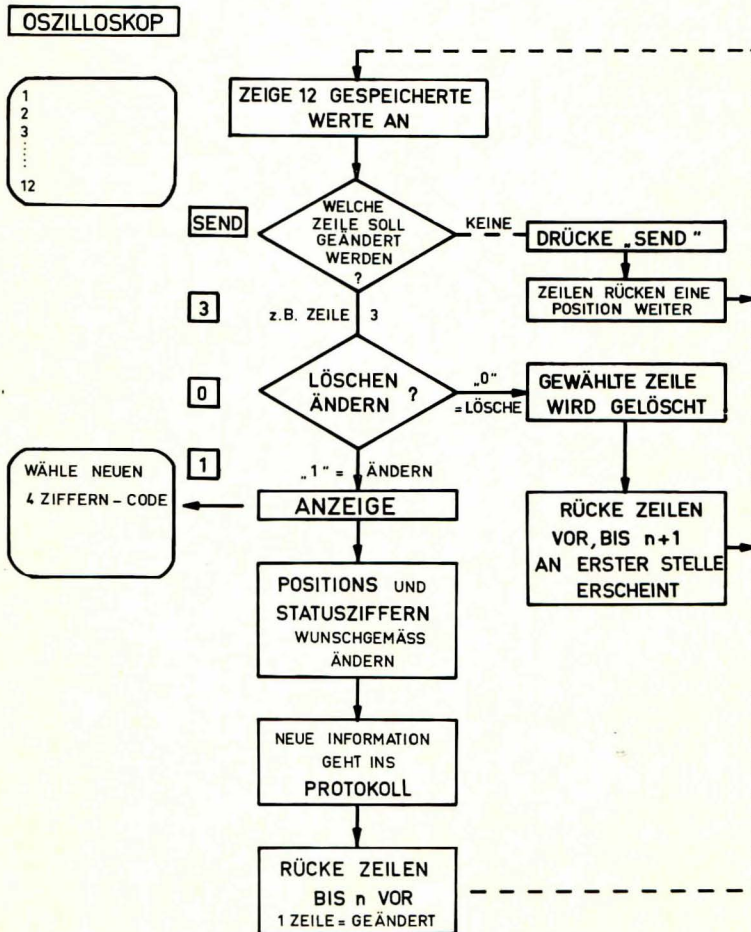 OSZILLOSKOP
1
2
3
......
......
12
ZEIGE 12 GESPEICHERTE
WERTE AN
SEND
WELCHE
ZEILE SOLL
GEÄNDERT
WERDEN
?
KEINE
DRÜCKE „SEND"
ZEILEN RÜCKEN EINE
POSITION WEITER
3
z.B. ZEILE 3
0
LÖSCHEN
ÄNDERN ?
„0"
=LÖSCHE
GEWÄHLTE ZEILE
WIRD GELÖSCHT
1
„1" = ÄNDERN
WÄHLE NEUEN
4 ZIFFERN – CODE
ANZEIGE
RÜCKE ZEILEN
VOR, BIS n+1
AN ERSTER STELLE
ERSCHEINT
POSITIONS UND
STATUSZIFFERN
WUNSCHGEMÄSS
ÄNDERN
NEUE INFORMATION
GEHT INS
PROTOKOLL
RÜCKE ZEILEN
BIS n VOR
1 ZEILE = GEÄNDERT